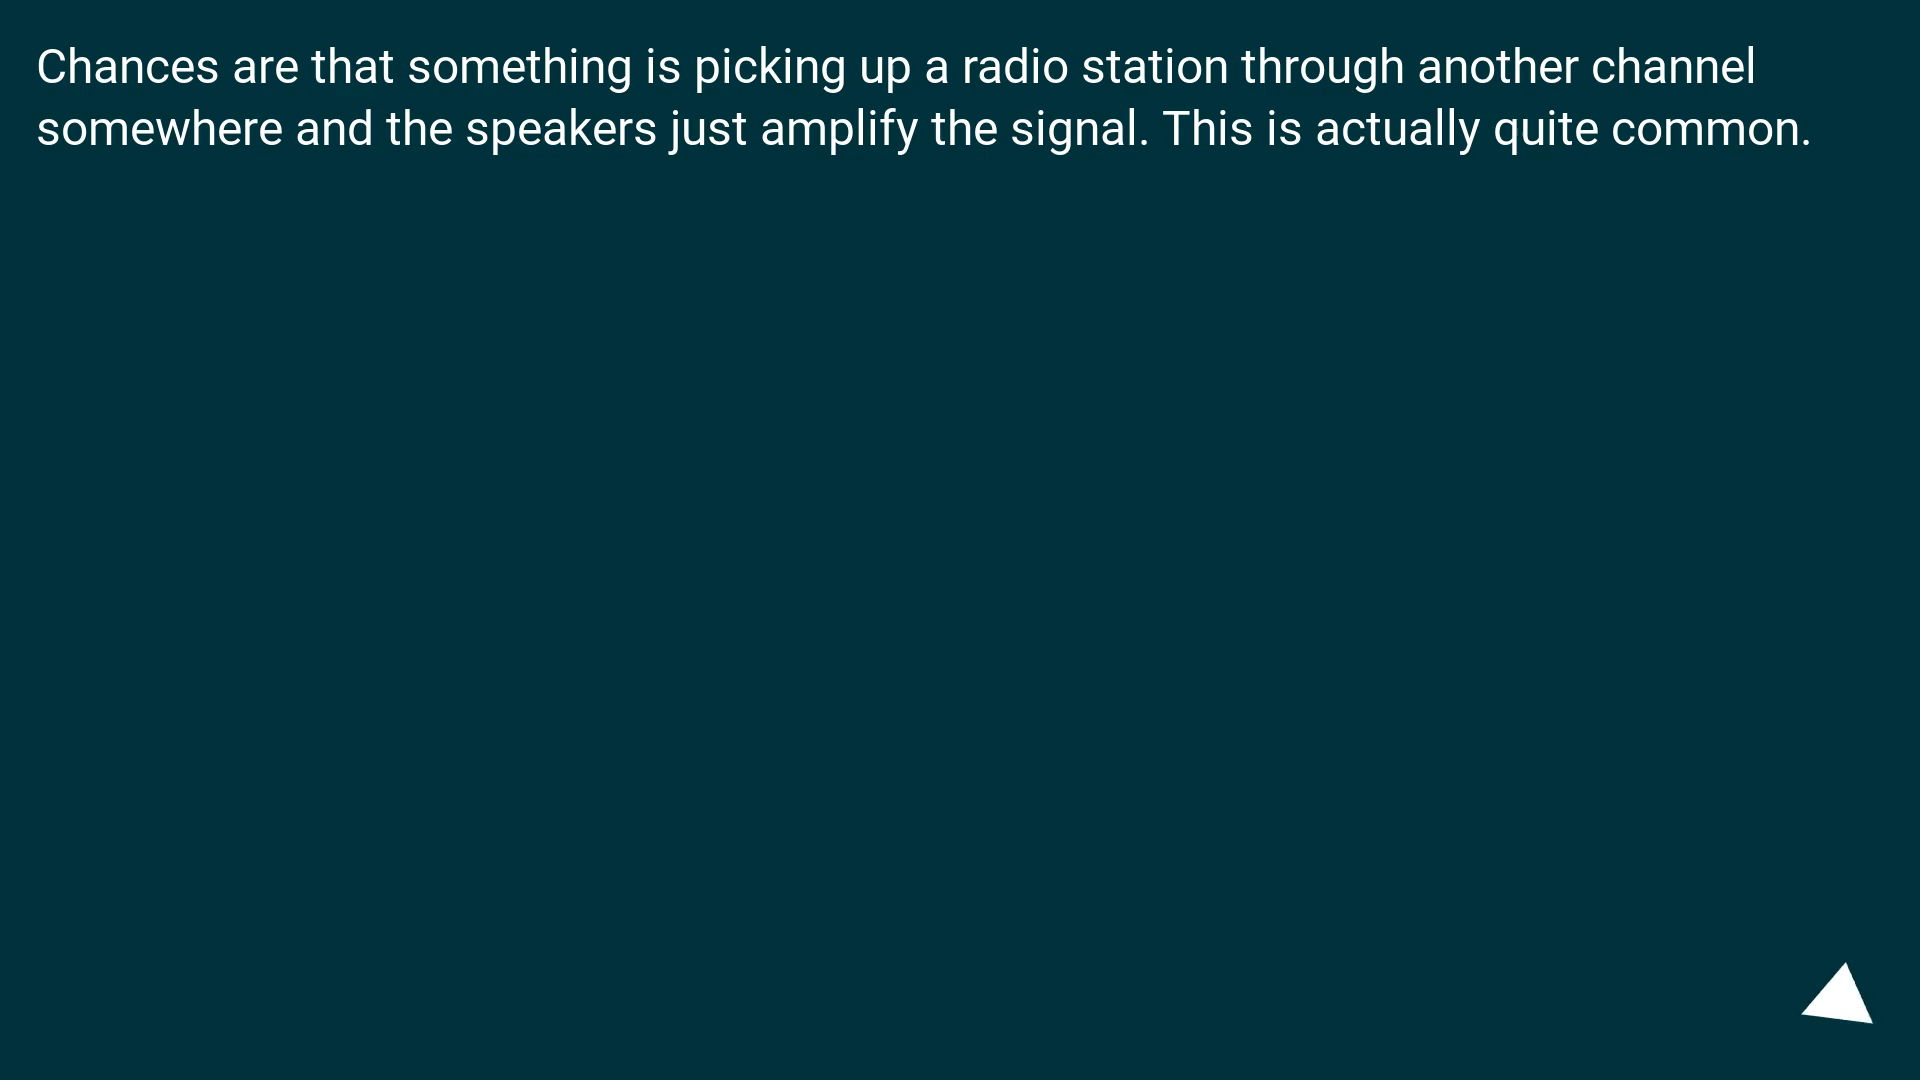 Chances are that something is picking up a radio station through another channel
somewhere and the speakers just amplify the signal. This is actually quite common.